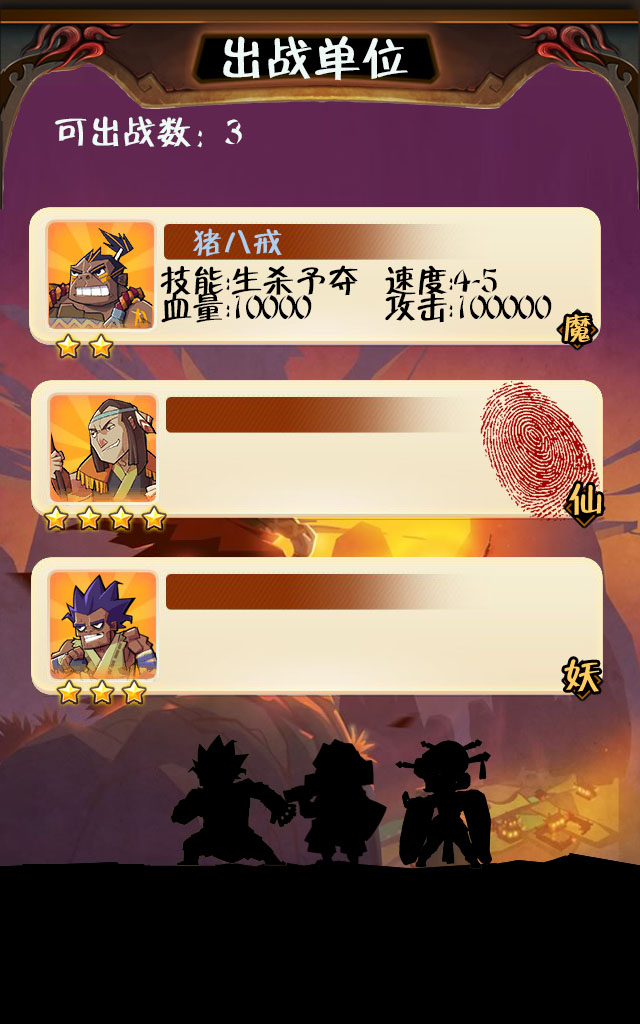 出战单位
可出战数：3
猪八戒
技能:生杀予夺 速度:4-5
血量:10000 攻击:100000
魔
仙
妖